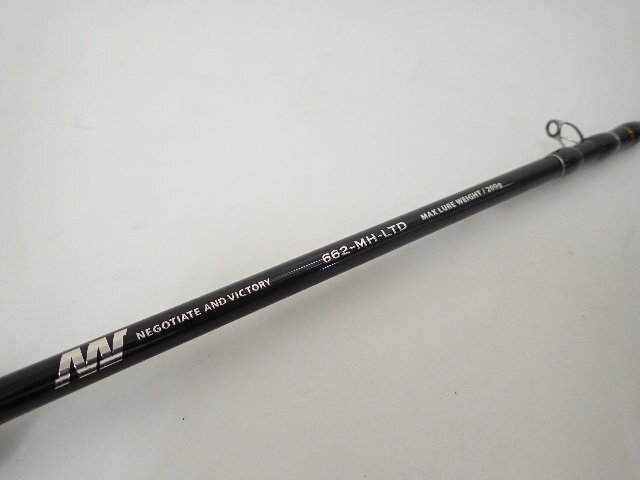 NV NEGOTIATE AND VICTORY 662-MH-LTD MAX LURE WEIGHT / 200g